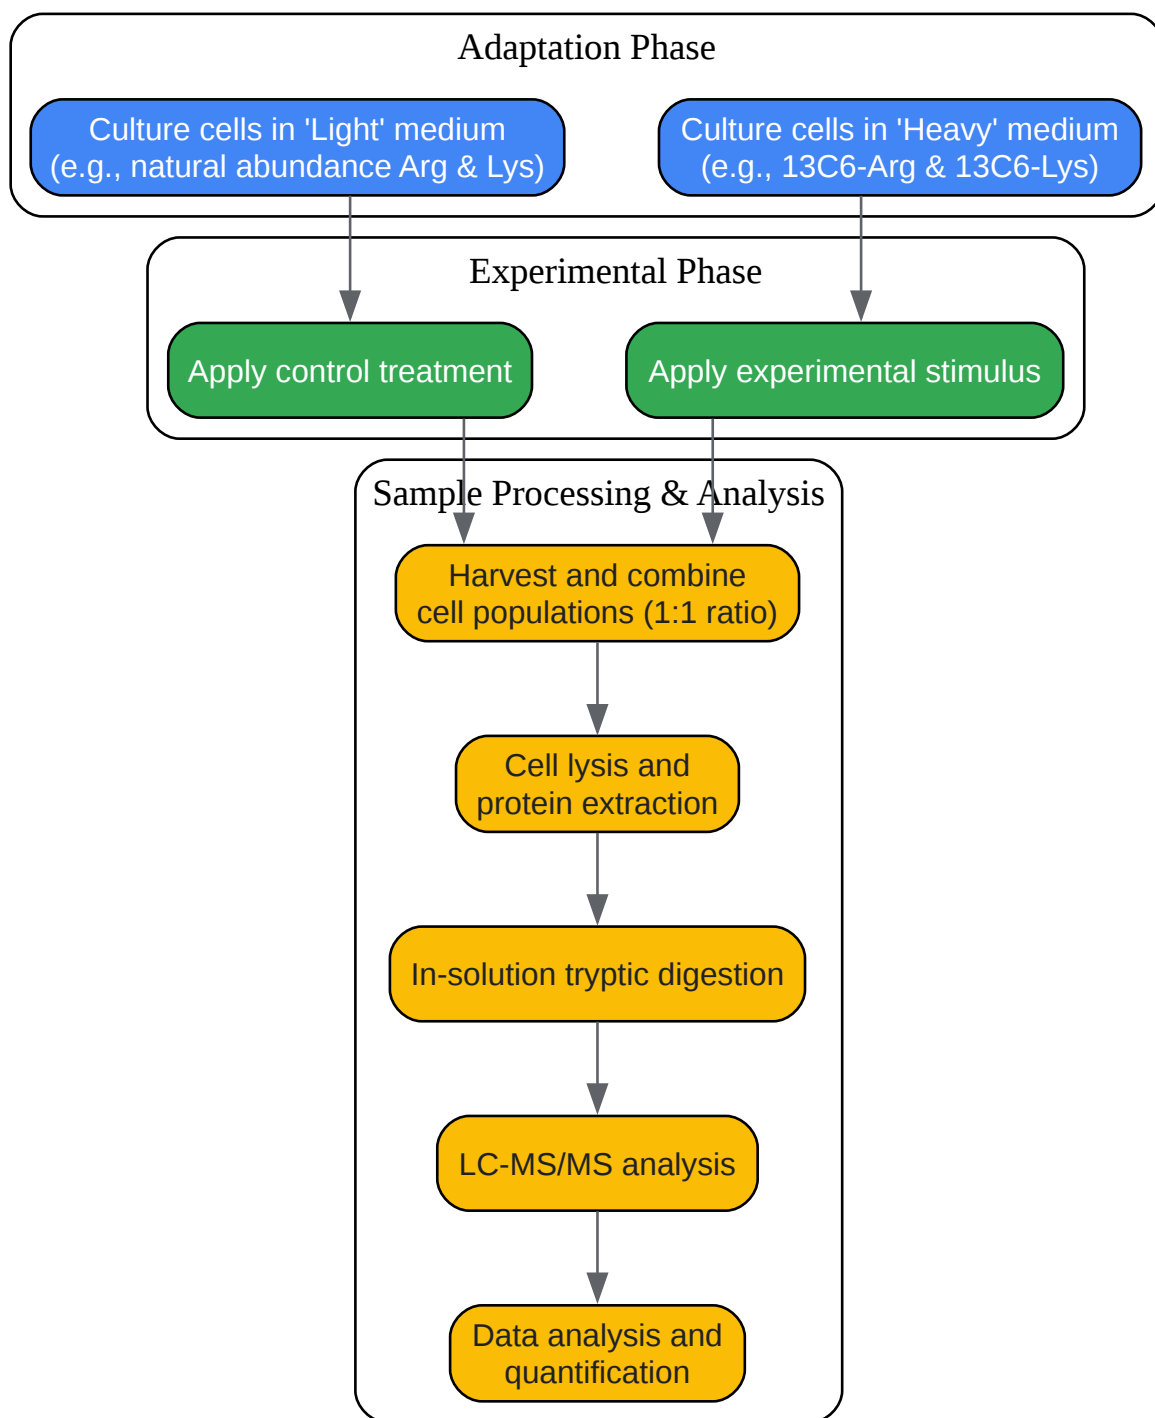 Adaptation Phase
Culture cells in 'Light' medium
(e.g., natural abundance Arg & Lys)
Culture cells in 'Heavy' medium
(e.g., 13C6-Arg & 13C6-Lys)
Experimental Phase
Apply control treatment
Apply experimental stimulus
Sample Processing & Analysis
Harvest and combine
cell populations (1:1 ratio)
Cell lysis and
protein extraction
In-solution tryptic digestion
LC-MS/MS analysis
Data analysis and
quantification